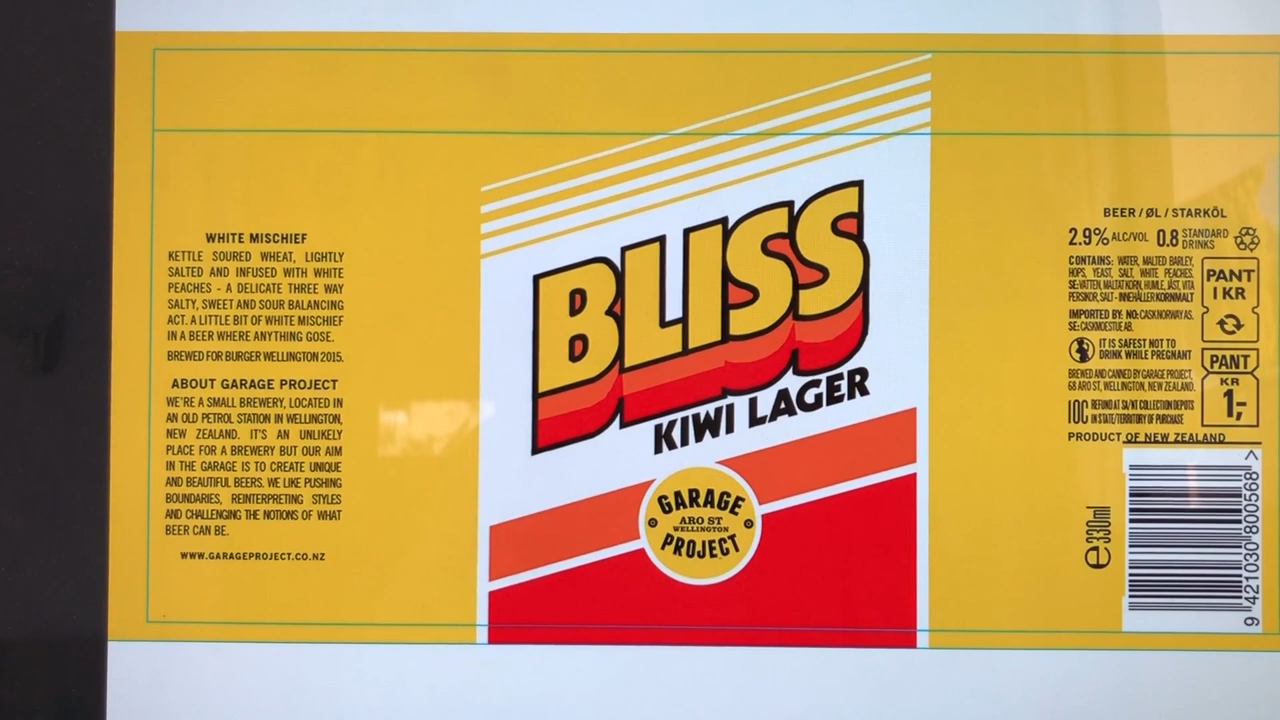 WHITE MISCHIEF
KETTLE SOURED WHEAT, LIGHTLY
SALTED AND INFUSED WITH WHITE
PEACHES - A DELICATE THREE WAY
SALTY, SWEET AND SOUR BALANCING
ACT. A LITTLE BIT OF WHITE MISCHIEF
IN A BEER WHERE ANYTHING GOSE.
BREWED FOR BURGER WELLINGTON 2015.
ABOUT GARAGE PROJECT
WE'RE A SMALL BREWERY, LOCATED IN
AN OLD PETROL STATION IN WELLINGTON,
NEW ZEALAND. IT'S AN UNLIKELY
PLACE FOR A BREWERY BUT OUR AIM
IN THE GARAGE IS TO CREATE UNIQUE
AND BEAUTIFUL BEERS. WE LIKE PUSHING
BOUNDARIES, REINTERPRETING STYLES
AND CHALLENGING THE NOTIONS OF WHAT
BEER CAN BE.
WWW.GARAGEPROJECT.CO.NZ
BLISS
KIWI LAGER
GARAGE
ARO ST
WELLINGTON
PROJECT
BEER / ØL / STARKÖL
2.9% ALC/VOL 0.8 STANDARD DRINKS
CONTAINS: WATER, MALTED BARLEY,
HOPS, YEAST, SALT, WHITE PEACHES.
SE: VATTEN, MALTAT KORN, HUMLE, JÄST, VITA
PERSIKOR, SALT - INNEHÅLLER KORNMALT
IMPORTED BY: NO: CASK NORWAY AS.
SE: CASKMOESTUE AB.
IT IS SAFEST NOT TO
DRINK WHILE PREGNANT
BREWED AND CANNED BY GARAGE PROJECT,
68 ARO ST, WELLINGTON, NEW ZEALAND.
10C REFUND AT SA/NT COLLECTION DEPOTS
IN STATE/TERRITORY OF PURCHASE
PRODUCT OF NEW ZEALAND
PANT
1 KR
PANT
KR
1,-
e 330ml
9 421030 800568 >